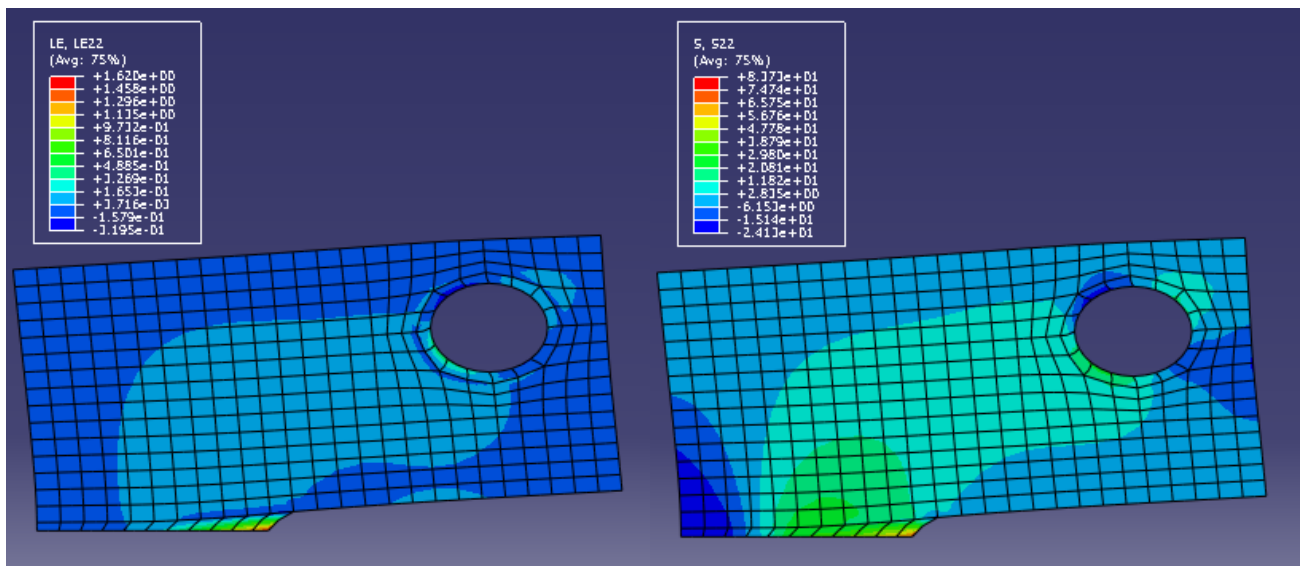 LE, LE22
(Avg: 75%)
+1.620e+00
+1.458e+00
+1.296e+00
+1.135e+00
+9.732e-01
+8.116e-01
+6.501e-01
+4.885e-01
+3.269e-01
+1.653e-01
+3.716e-03
-1.579e-01
-3.195e-01
S, S22
(Avg: 75%)
+8.373e+01
+7.474e+01
+6.575e+01
+5.676e+01
+4.778e+01
+3.879e+01
+2.980e+01
+2.081e+01
+1.182e+01
+2.835e+00
-6.153e+00
-1.514e+01
-2.413e+01